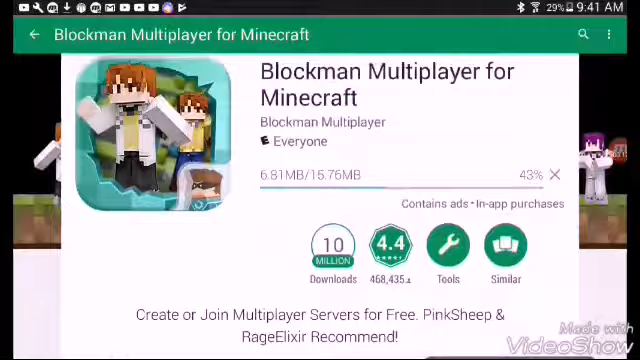 29% 9:41 AM
Blockman Multiplayer for Minecraft
Blockman Multiplayer for
Minecraft
Blockman Multiplayer
E Everyone
6.81MB/15.76MB 43%
Contains ads • In-app purchases
10
MILLION
4.4
Downloads 468,435 Tools Similar
Create or Join Multiplayer Servers for Free. PinkSheep &
RageElixir Recommend!
Made with
VideoShow